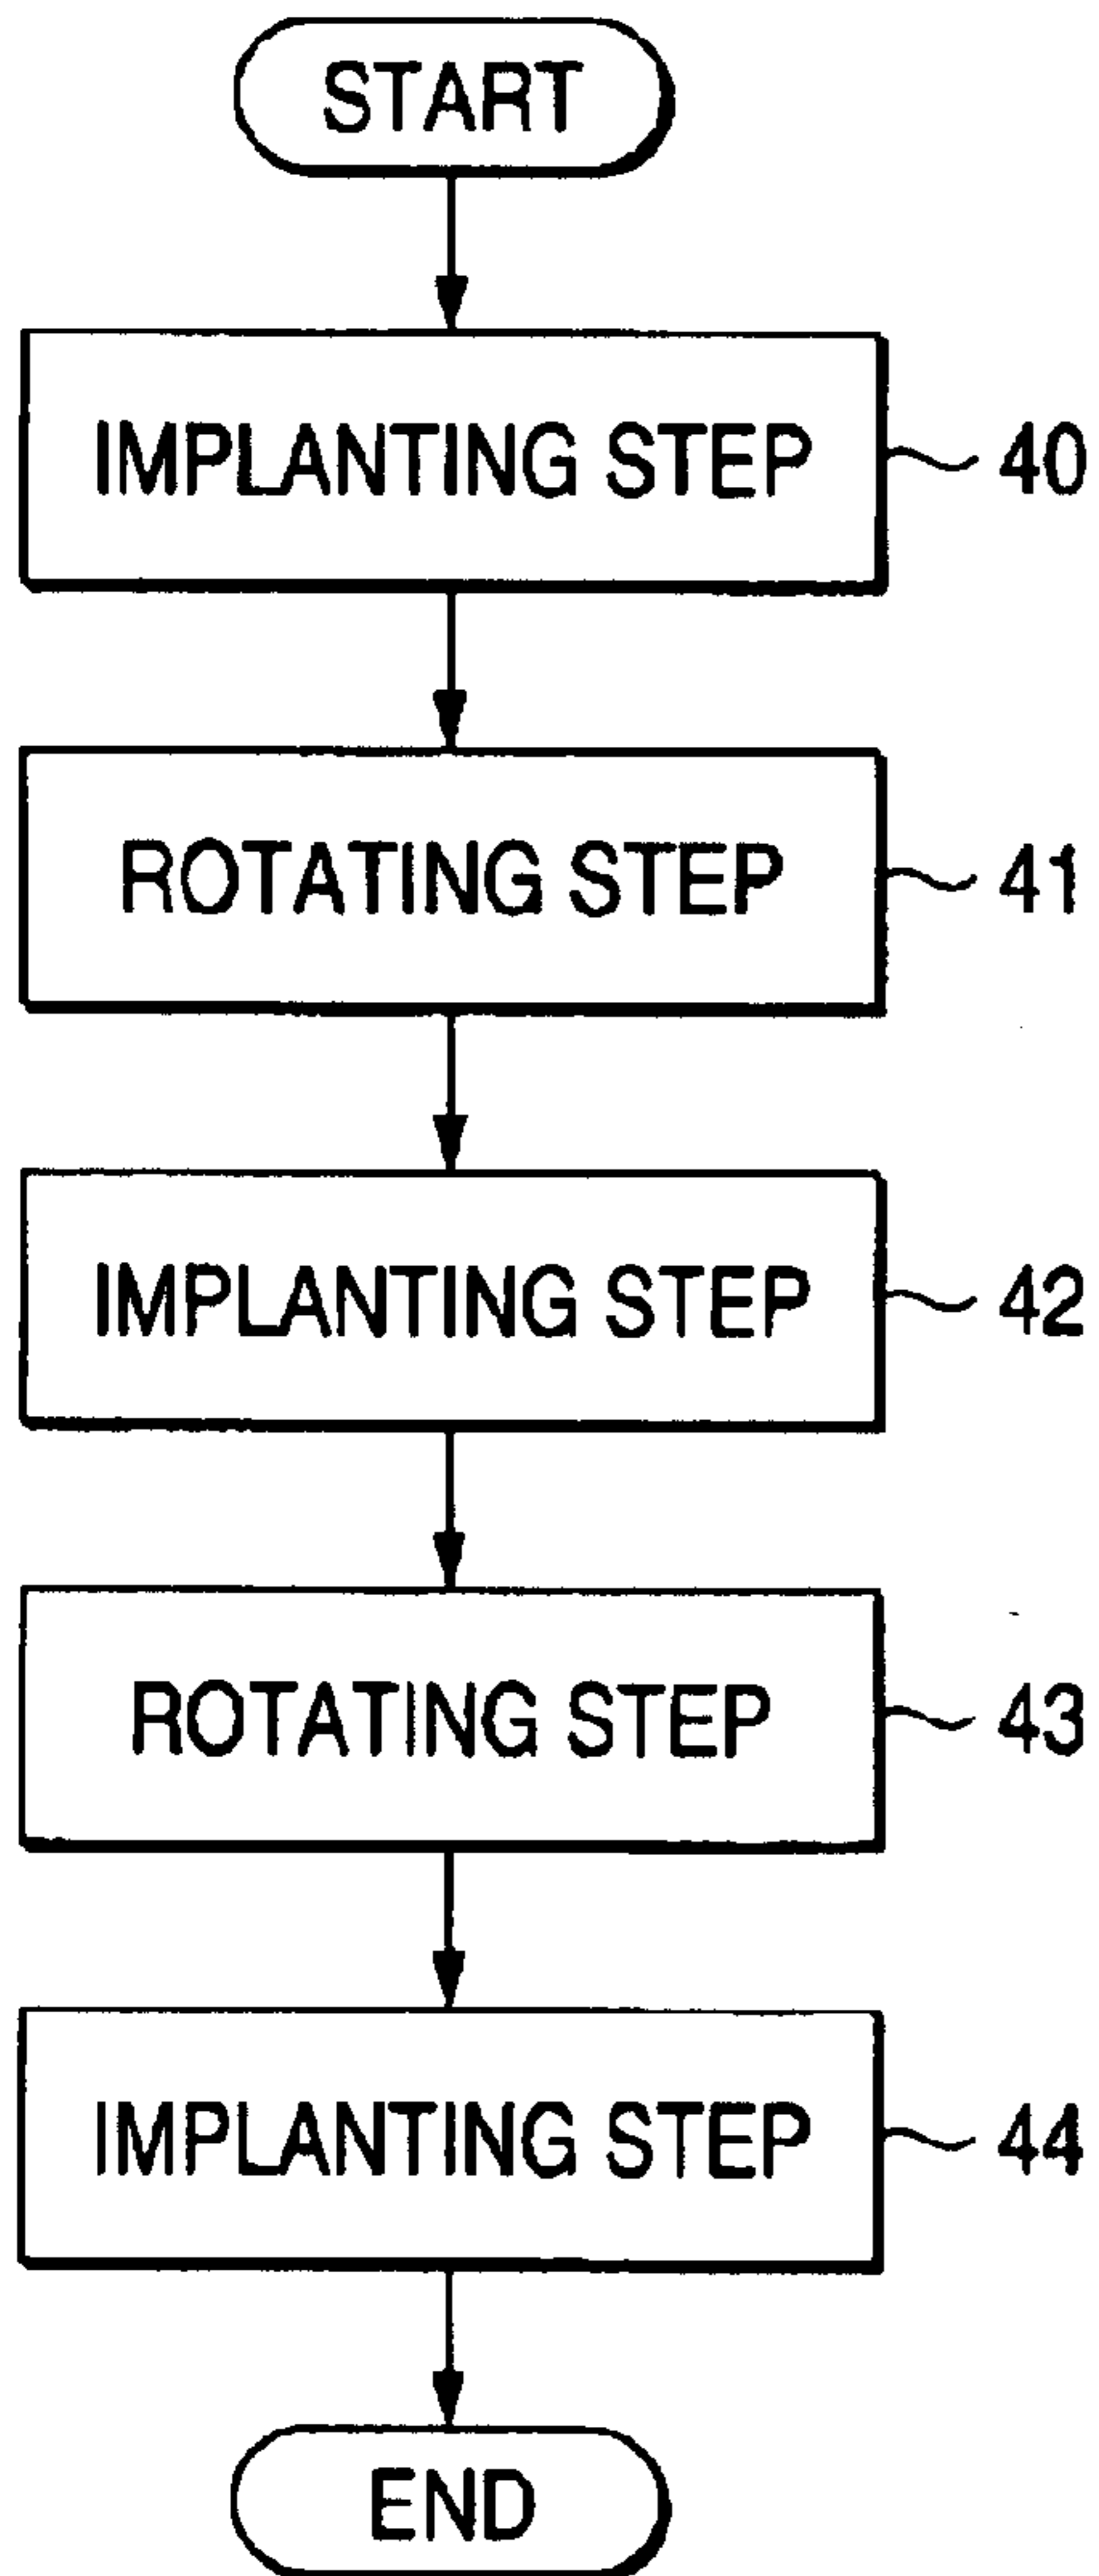 START
IMPLANTING STEP 40
ROTATING STEP 41
IMPLANTING STEP 42
ROTATING STEP 43
IMPLANTING STEP 44
END